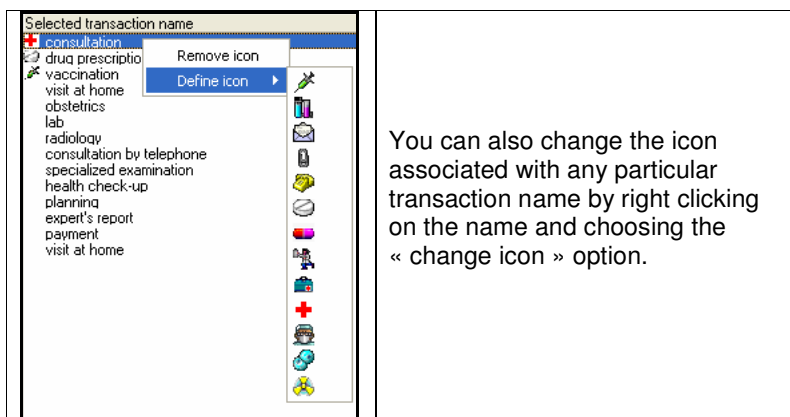 Selected transaction name
consultation
drug prescriptio
vaccination
visit at home
obstetrics
lab
radiology
consultation by telephone
specialized examination
health check-up
planning
expert's report
payment
visit at home
Remove icon
Define icon
You can also change the icon
associated with any particular
transaction name by right clicking
on the name and choosing the
« change icon » option.